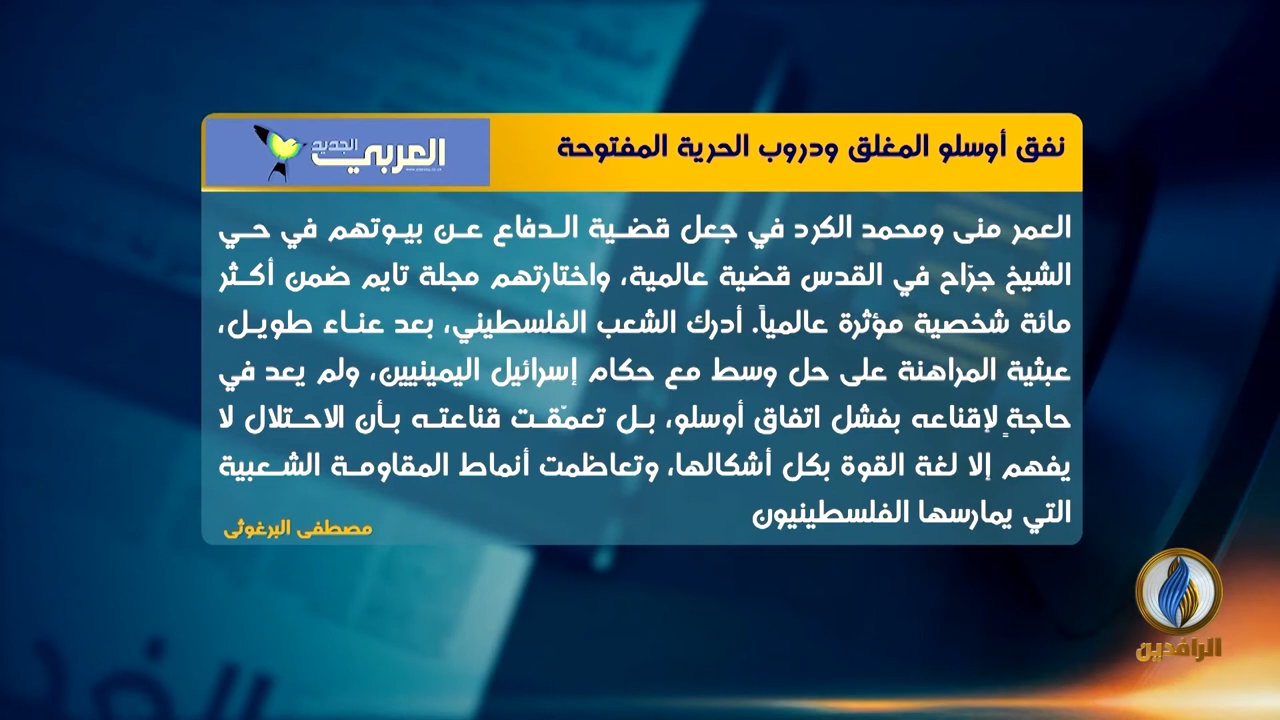 نفق أوسلو المغلق ودروب الحرية المفتوحة
العربي الجديد
العمر منى ومحمد الكرد في جعل قضية الدفاع عن بيوتهم في حي
الشيخ جرّاح في القدس قضية عالمية، واختارتهم مجلة تايم ضمن أكثر
مائة شخصية مؤثرة عالمياً. أدرك الشعب الفلسطيني، بعد عناء طويل،
عبثية المراهنة على حل وسط مع حكام إسرائيل اليمينيين، ولم يعد في
حاجةٍ لإقناعه بفشل اتفاق أوسلو، بل تعمّقت قناعته بأن الاحتلال لا
يفهم إلا لغة القوة بكل أشكالها، وتعاظمت أنماط المقاومة الشعبية
التي يمارسها الفلسطينيون
مصطفى البرغوثى
الرافدين